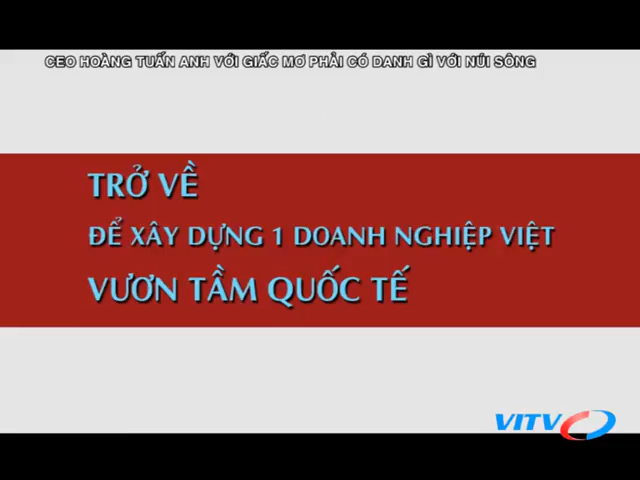 CEO HOÀNG TUẤN ANH VỚI GIẤC MƠ PHẢI CÓ DANH GÌ VỚI NÚI SÔNG
TRỞ VỀ
ĐỂ XÂY DỰNG 1 DOANH NGHIỆP VIỆT
VƯƠN TẦM QUỐC TẾ
VITV